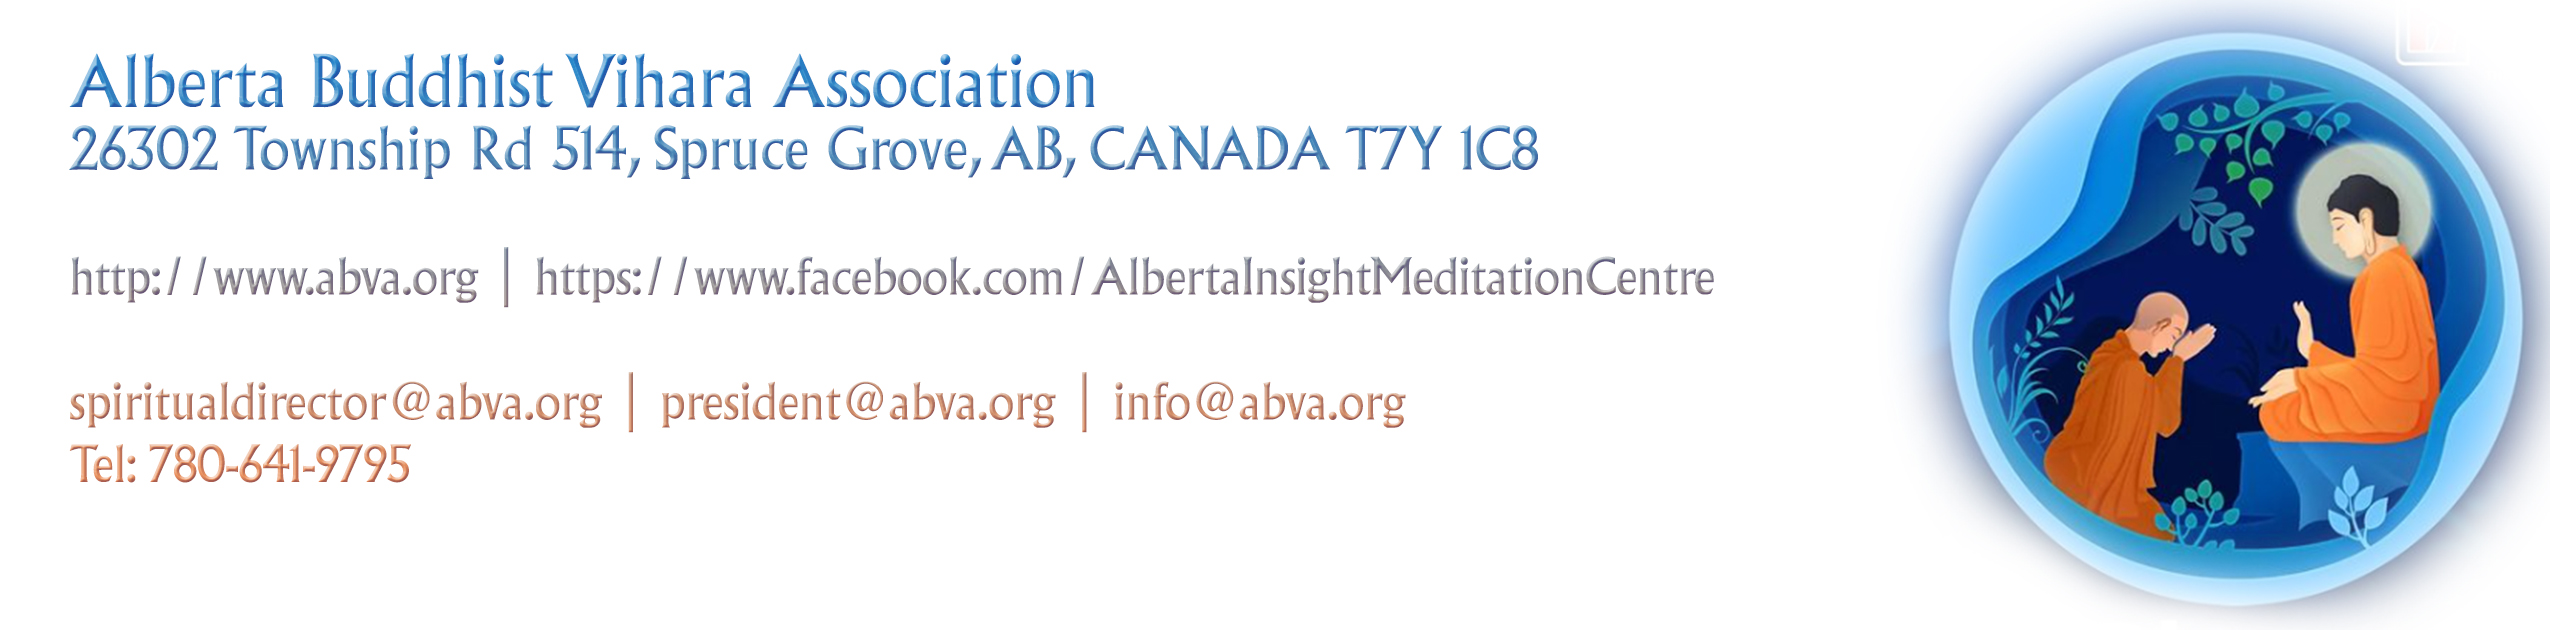 Alberta Buddhist Vihara Association
26302 Township Rd 514, Spruce Grove, AB, CANADA T7Y 1C8
http://www.abva.org | https://www.facebook.com/AlbertaInsightMeditationCentre
spiritualdirector@abva.org | president@abva.org | info@abva.org
Tel: 780-641-9795